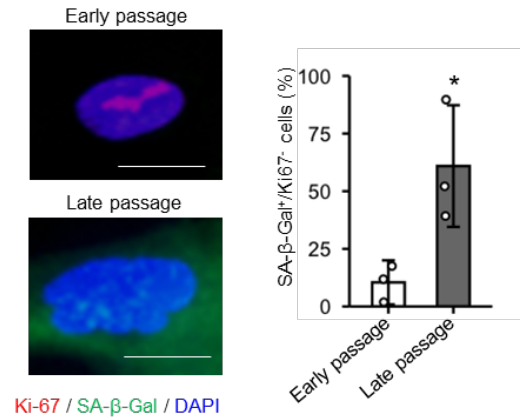 Early passage
Late passage
Ki-67 / SA-β-Gal / DAPI
SA-β-Gal⁺/Ki67⁻ cells (%)
100
75
50
25
0
*
Early passage
Late passage